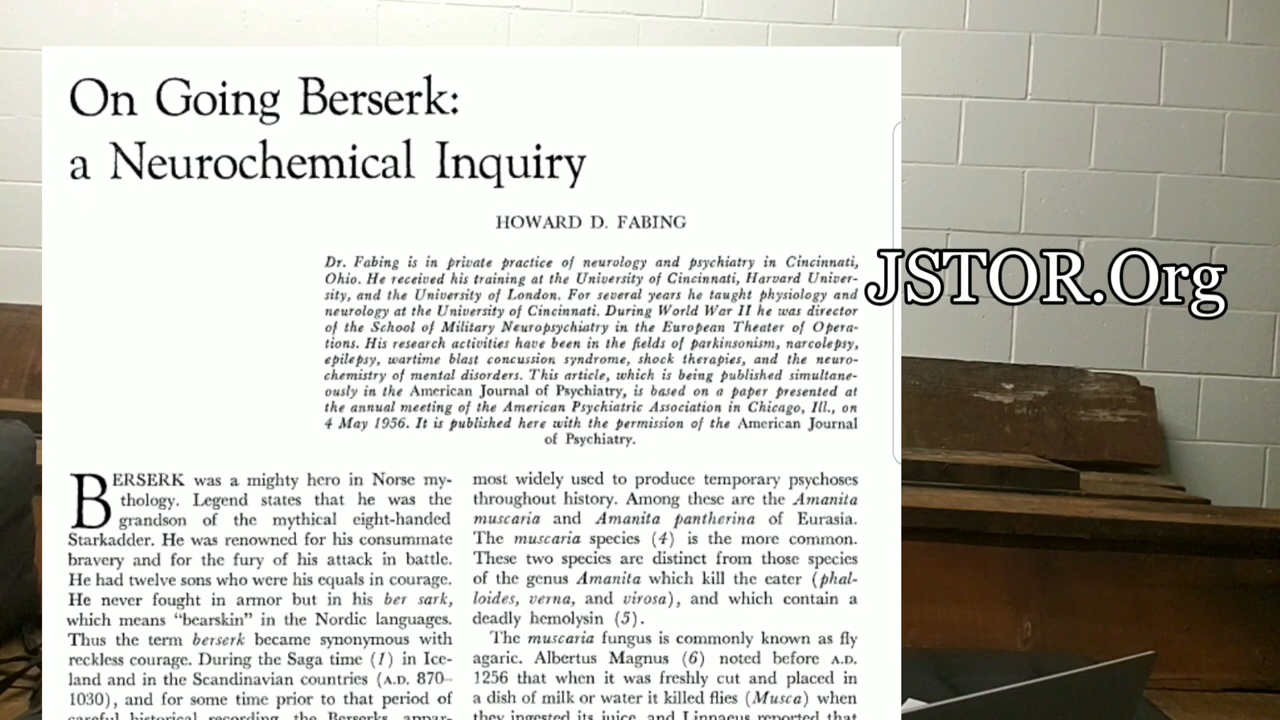 On Going Berserk:
a Neurochemical Inquiry
HOWARD D. FABING
Dr. Fabing is in private practice of neurology and psychiatry in Cincinnati,
Ohio. He received his training at the University of Cincinnati, Harvard Univer-
sity, and the University of London. For several years he taught physiology and
neurology at the University of Cincinnati. During World War II he was director
of the School of Military Neuropsychiatry in the European Theater of Opera-
tions. His research activities have been in the fields of parkinsonism, narcolepsy,
epilepsy, wartime blast concussion syndrome, shock therapies, and the neuro-
chemistry of mental disorders. This article, which is being published simultane-
ously in the American Journal of Psychiatry, is based on a paper presented at
the annual meeting of the American Psychiatric Association in Chicago, Ill., on
4 May 1956. It is published here with the permission of the American Journal
of Psychiatry.
JSTOR.Org
BERSERK was a mighty hero in Norse my-
thology. Legend states that he was the
grandson of the mythical eight-handed
Starkadder. He was renowned for his consummate
bravery and for the fury of his attack in battle.
He had twelve sons who were his equals in courage.
He never fought in armor but in his ber sark,
which means "bearskin" in the Nordic languages.
Thus the term berserk became synonymous with
reckless courage. During the Saga time (1) in Ice-
land and in the Scandinavian countries (A.D. 870–
1030), and for some time prior to that period of
careful historical recording, the Berserks appar-
most widely used to produce temporary psychoses
throughout history. Among these are the Amanita
muscaria and Amanita pantherina of Eurasia.
The muscaria species (4) is the more common.
These two species are distinct from those species
of the genus Amanita which kill the eater (phal-
loides, verna, and virosa), and which contain a
deadly hemolysin (5).
The muscaria fungus is commonly known as fly
agaric. Albertus Magnus (6) noted before A.D.
1256 that when it was freshly cut and placed in
a dish of milk or water it killed flies (Musca) when
they ingested its juice, and Linnaeus reported that